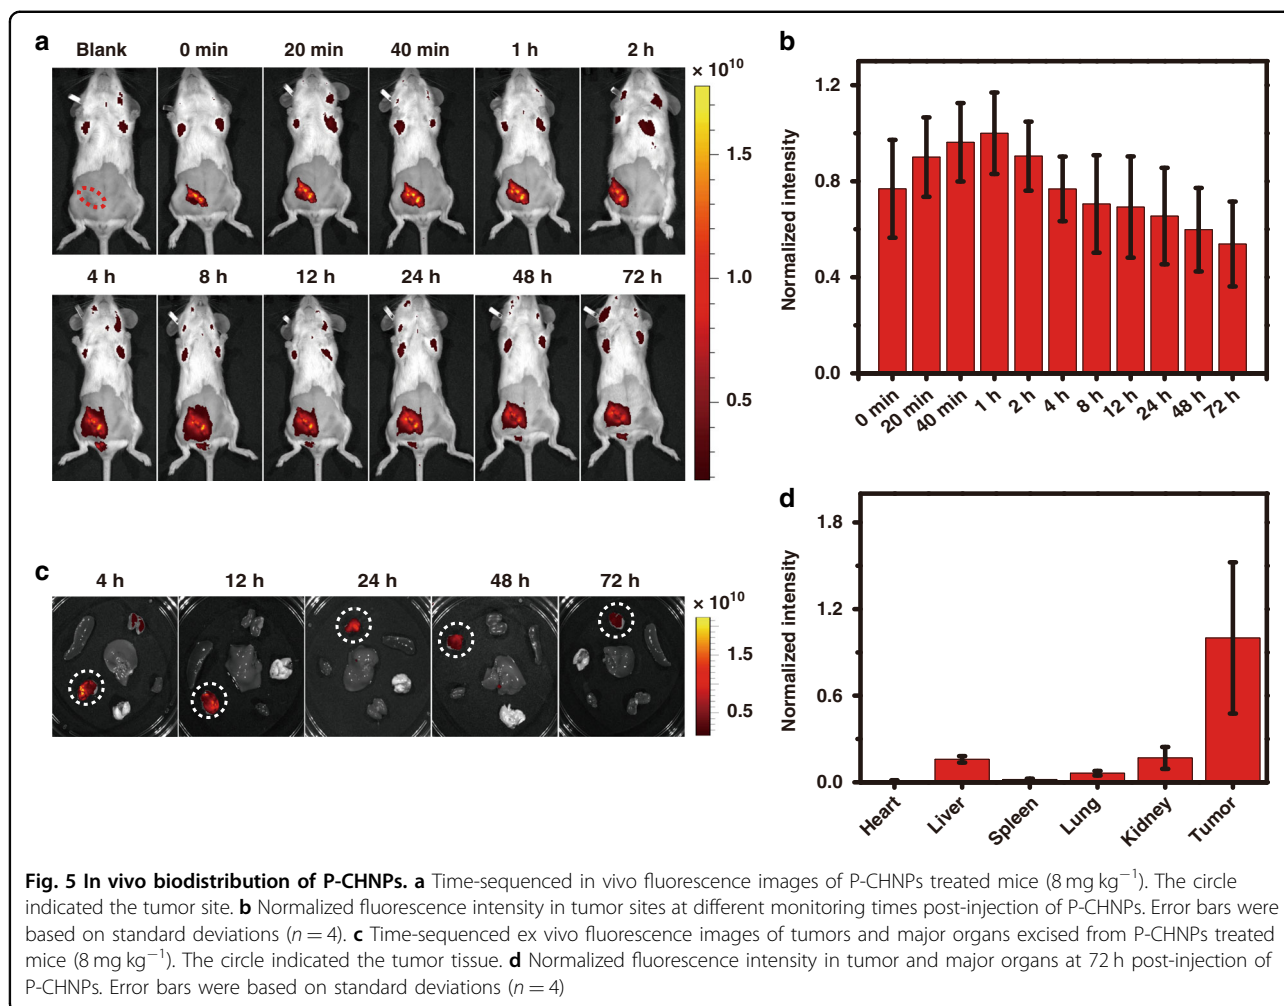 a
Blank 0 min 20 min 40 min 1 h 2 h
× 10¹⁰
1.5
1.0
0.5
4 h 8 h 12 h 24 h 48 h 72 h
b
Normalized intensity
1.2
0.8
0.4
0.0
0 min 20 min 40 min 1 h 2 h 4 h 8 h 12 h 24 h 48 h 72 h
c
4 h 12 h 24 h 48 h 72 h
× 10¹⁰
1.5
0.5
d
Normalized intensity
1.8
1.2
0.6
0.0
Heart Liver Spleen Lung Kidney Tumor
Fig. 5 In vivo biodistribution of P-CHNPs. a Time-sequenced in vivo fluorescence images of P-CHNPs treated mice (8 mg kg⁻¹). The circle
indicated the tumor site. b Normalized fluorescence intensity in tumor sites at different monitoring times post-injection of P-CHNPs. Error bars were
based on standard deviations (n = 4). c Time-sequenced ex vivo fluorescence images of tumors and major organs excised from P-CHNPs treated
mice (8 mg kg⁻¹). The circle indicated the tumor tissue. d Normalized fluorescence intensity in tumor and major organs at 72 h post-injection of
P-CHNPs. Error bars were based on standard deviations (n = 4)